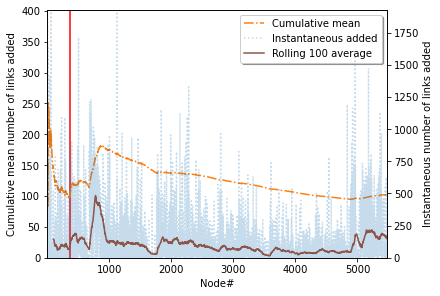 Cumulative mean
Instantaneous added
Rolling 100 average
Cumulative mean number of links added
400
350
300
250
200
150
100
50
0
1750
1500
1250
1000
750
500
250
0
Instantaneous number of links added
1000 2000 3000 4000 5000
Node#